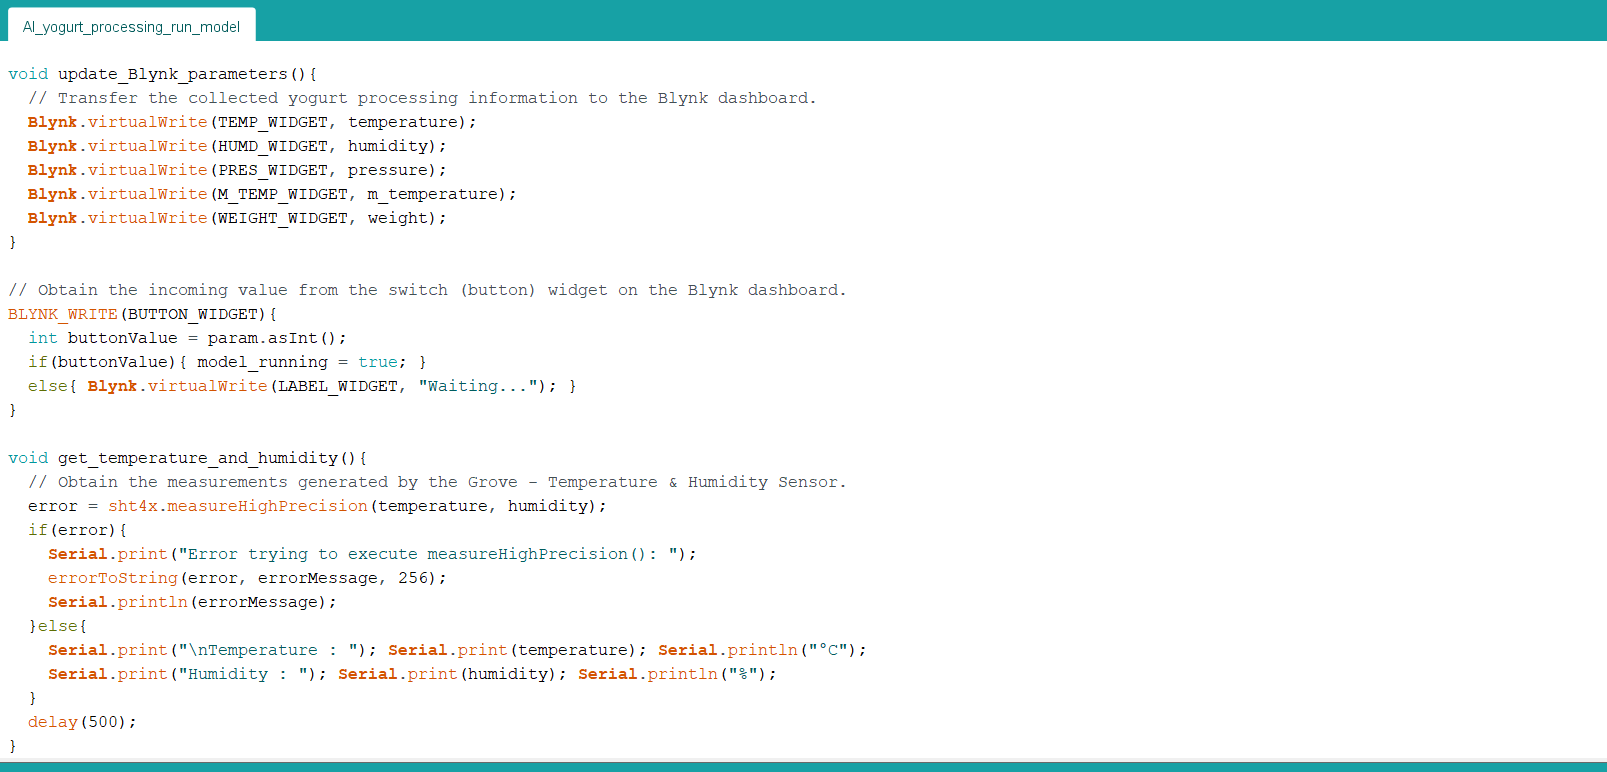 AI_yogurt_processing_run_model
void update_Blynk_parameters(){
  // Transfer the collected yogurt processing information to the Blynk dashboard.
  Blynk.virtualWrite(TEMP_WIDGET, temperature);
  Blynk.virtualWrite(HUMD_WIDGET, humidity);
  Blynk.virtualWrite(PRES_WIDGET, pressure);
  Blynk.virtualWrite(M_TEMP_WIDGET, m_temperature);
  Blynk.virtualWrite(WEIGHT_WIDGET, weight);
}
// Obtain the incoming value from the switch (button) widget on the Blynk dashboard.
BLYNK_WRITE(BUTTON_WIDGET){
  int buttonValue = param.asInt();
  if(buttonValue){ model_running = true; }
  else{ Blynk.virtualWrite(LABEL_WIDGET, "Waiting..."); }
}
void get_temperature_and_humidity(){
  // Obtain the measurements generated by the Grove - Temperature & Humidity Sensor.
  error = sht4x.measureHighPrecision(temperature, humidity);
  if(error){
    Serial.print("Error trying to execute measureHighPrecision(): ");
    errorToString(error, errorMessage, 256);
    Serial.println(errorMessage);
  }else{
    Serial.print("\nTemperature : "); Serial.print(temperature); Serial.println("°C");
    Serial.print("Humidity : "); Serial.print(humidity); Serial.println("%");
  }
  delay(500);
}